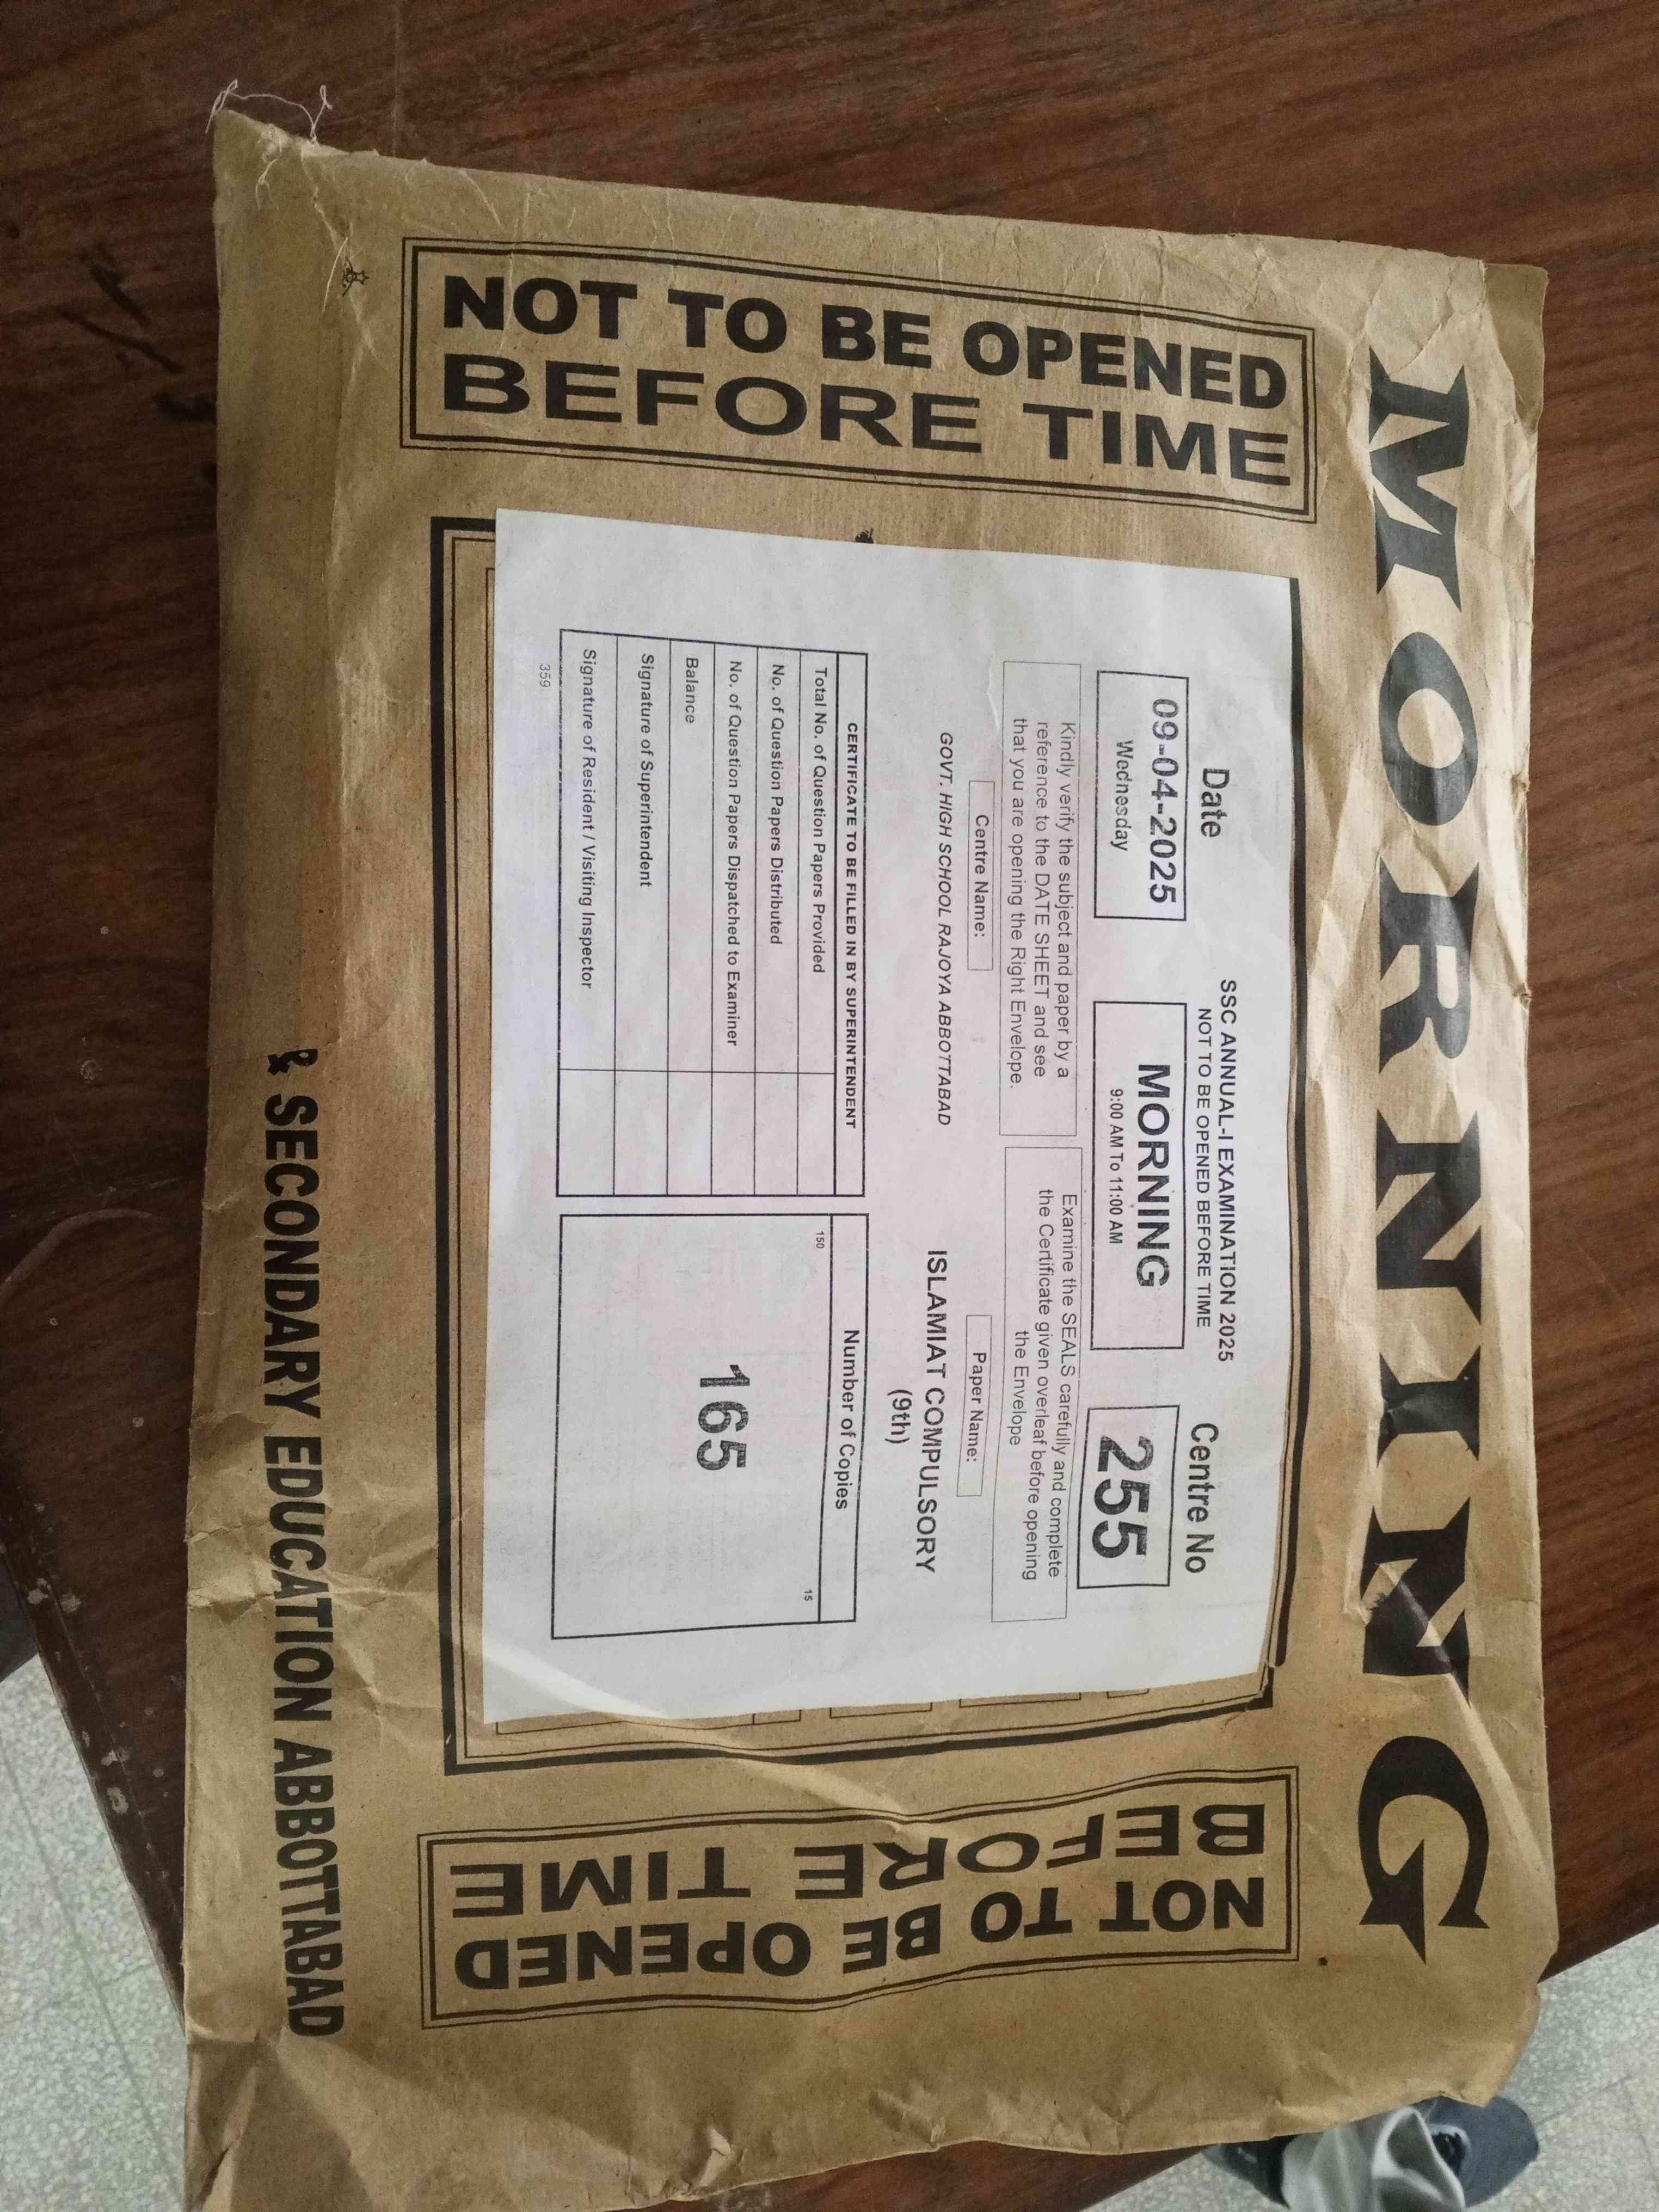 MORNING
NOT TO BE OPENED
BEFORE TIME
Date
09-04-2025
Wednesday
SSC ANNUAL-I EXAMINATION 2025
NOT TO BE OPENED BEFORE TIME
MORNING
9:00 AM To 11:00 AM
Centre No
255
Kindly verify the subject and paper by a
reference to the DATE SHEET and see
that you are opening the Right Envelope.
Examine the SEALS carefully and complete
the Certificate given overleaf before opening
the Envelope
Centre Name:
GOVT. HIGH SCHOOL RAJOYA ABBOTTABAD
Paper Name:
ISLAMIAT COMPULSORY
(9th)
CERTIFICATE TO BE FILLED IN BY SUPERINTENDENT
Total No. of Question Papers Provided
No. of Question Papers Distributed
No. of Question Papers Dispatched to Examiner
Balance
Signature of Superintendent
Signature of Resident / Visiting Inspector
359
Number of Copies
150
15
165
NOT TO BE OPENED
BEFORE TIME
& SECONDARY EDUCATION ABBOTTABAD